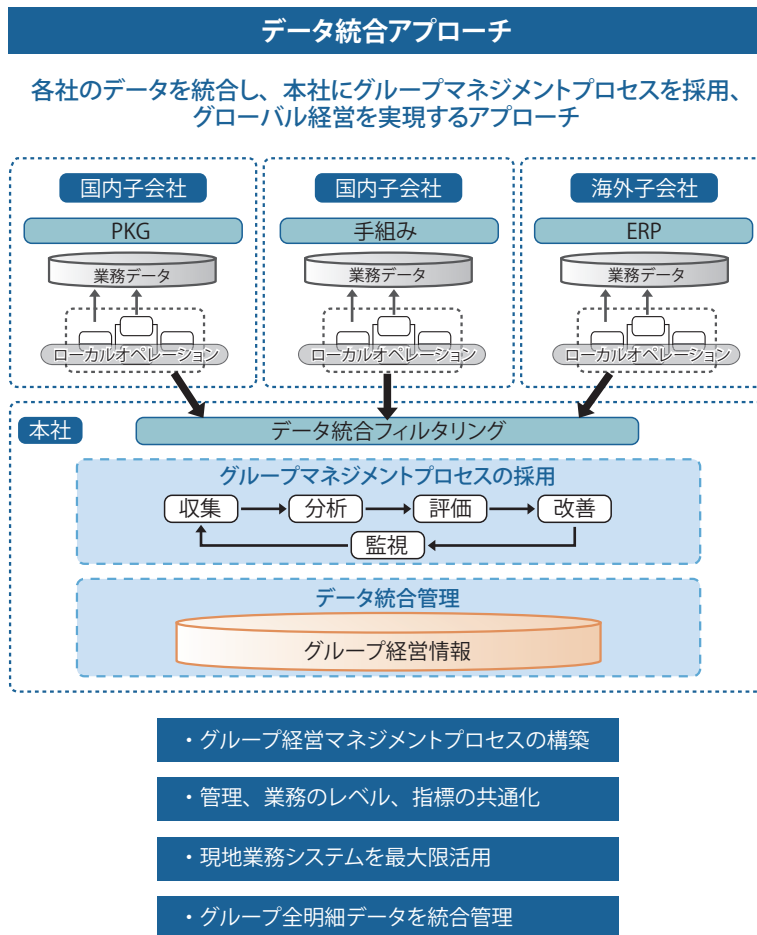 データ統合アプローチ
各社のデータを統合し、本社にグループマネジメントプロセスを採用、
グローバル経営を実現するアプローチ
国内子会社
国内子会社
海外子会社
PKG
手組み
ERP
業務データ
業務データ
業務データ
ローカルオペレーション
ローカルオペレーション
ローカルオペレーション
本社
データ統合フィルタリング
グループマネジメントプロセスの採用
収集
分析
評価
改善
監視
データ統合管理
グループ経営情報
・グループ経営マネジメントプロセスの構築
・管理、業務のレベル、指標の共通化
・現地業務システムを最大限活用
・グループ全明細データを統合管理